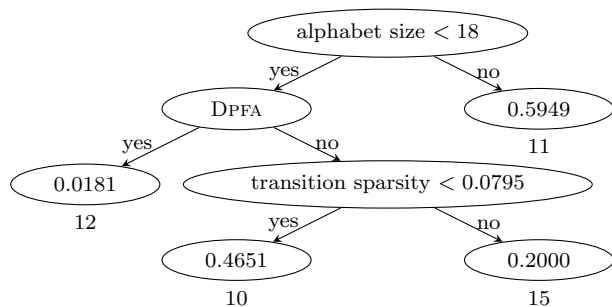 alphabet size < 18
yes
no
DPFA
0.5949
yes
no
11
0.0181
transition sparsity < 0.0795
12
yes
no
0.4651
0.2000
10
15